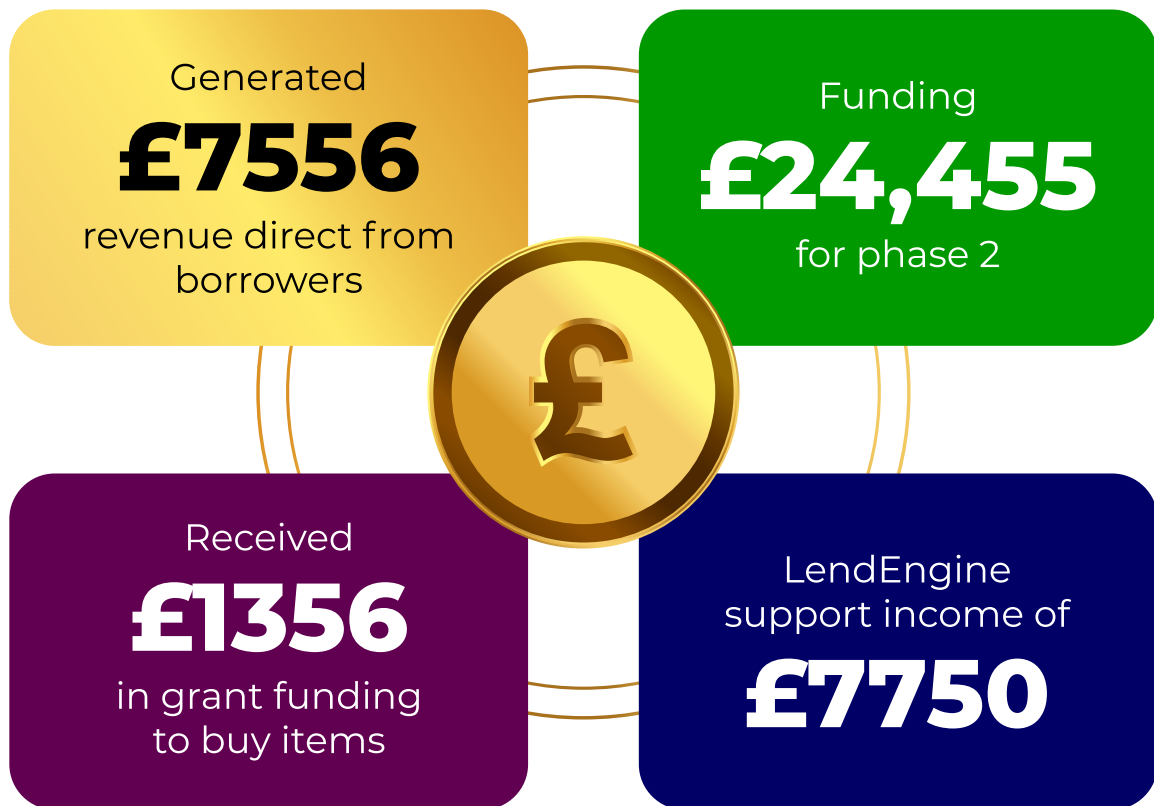 Generated
£7556
revenue direct from
borrowers
Funding
£24,455
for phase 2
£
Received
£1356
in grant funding
to buy items
LendEngine
support income of
£7750